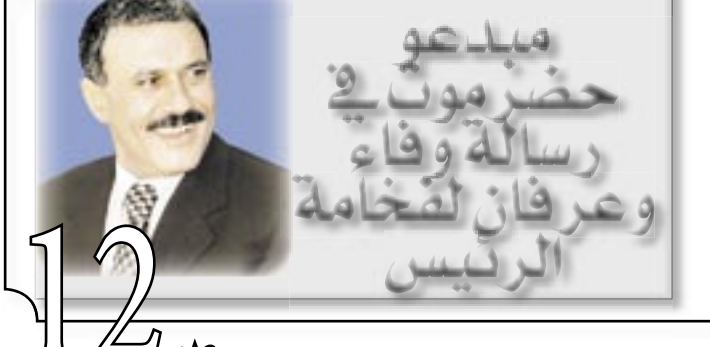 مبدعو
حضرموت في
رسالة وفاء
وعرفان لفخامة
الرئيس
12